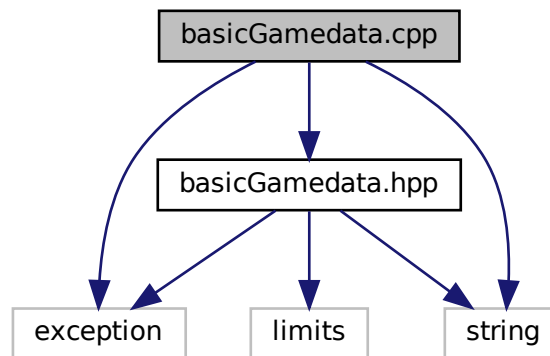 basicGamedata.cpp
basicGamedata.hpp
exception
limits
string